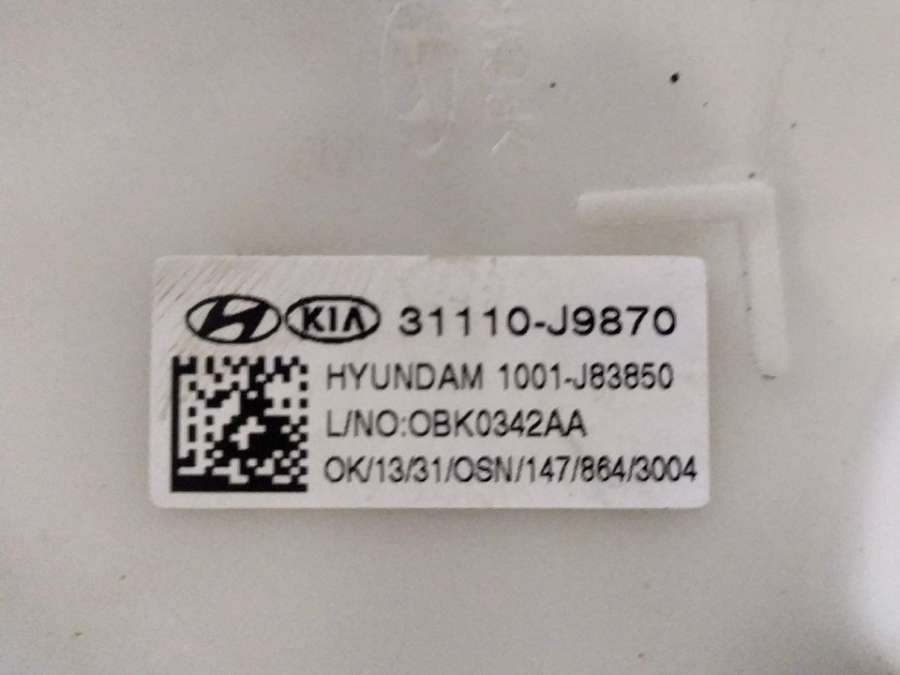 KIA 31110-J9870
HYUNDAM 1001-J83850
L/NO:OBK0342AA
OK/13/31/OSN/147/864/3004